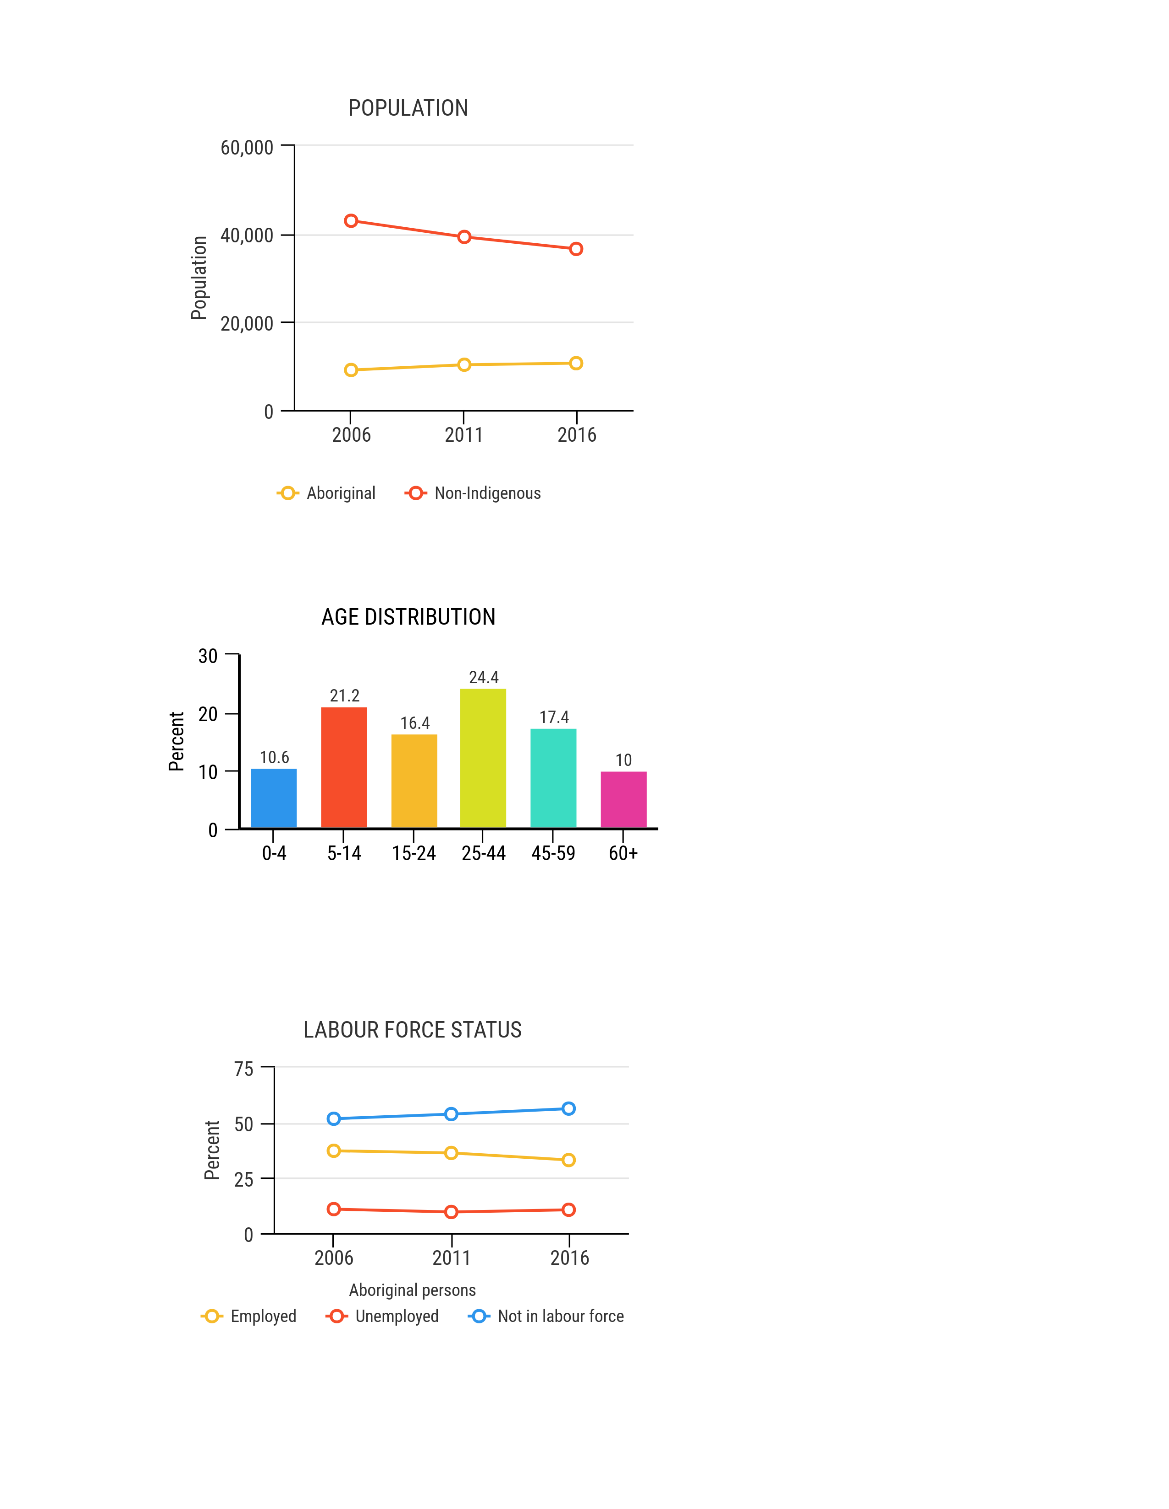 POPULATION
60,000
40,000
20,000
0
Population
2006 2011 2016
Aboriginal Non-Indigenous
AGE DISTRIBUTION
30
20
10
0
Percent
10.6 21.2 16.4 24.4 17.4 10
0-4 5-14 15-24 25-44 45-59 60+
LABOUR FORCE STATUS
75
50
25
0
Percent
2006 2011 2016
Aboriginal persons
Employed Unemployed Not in labour force